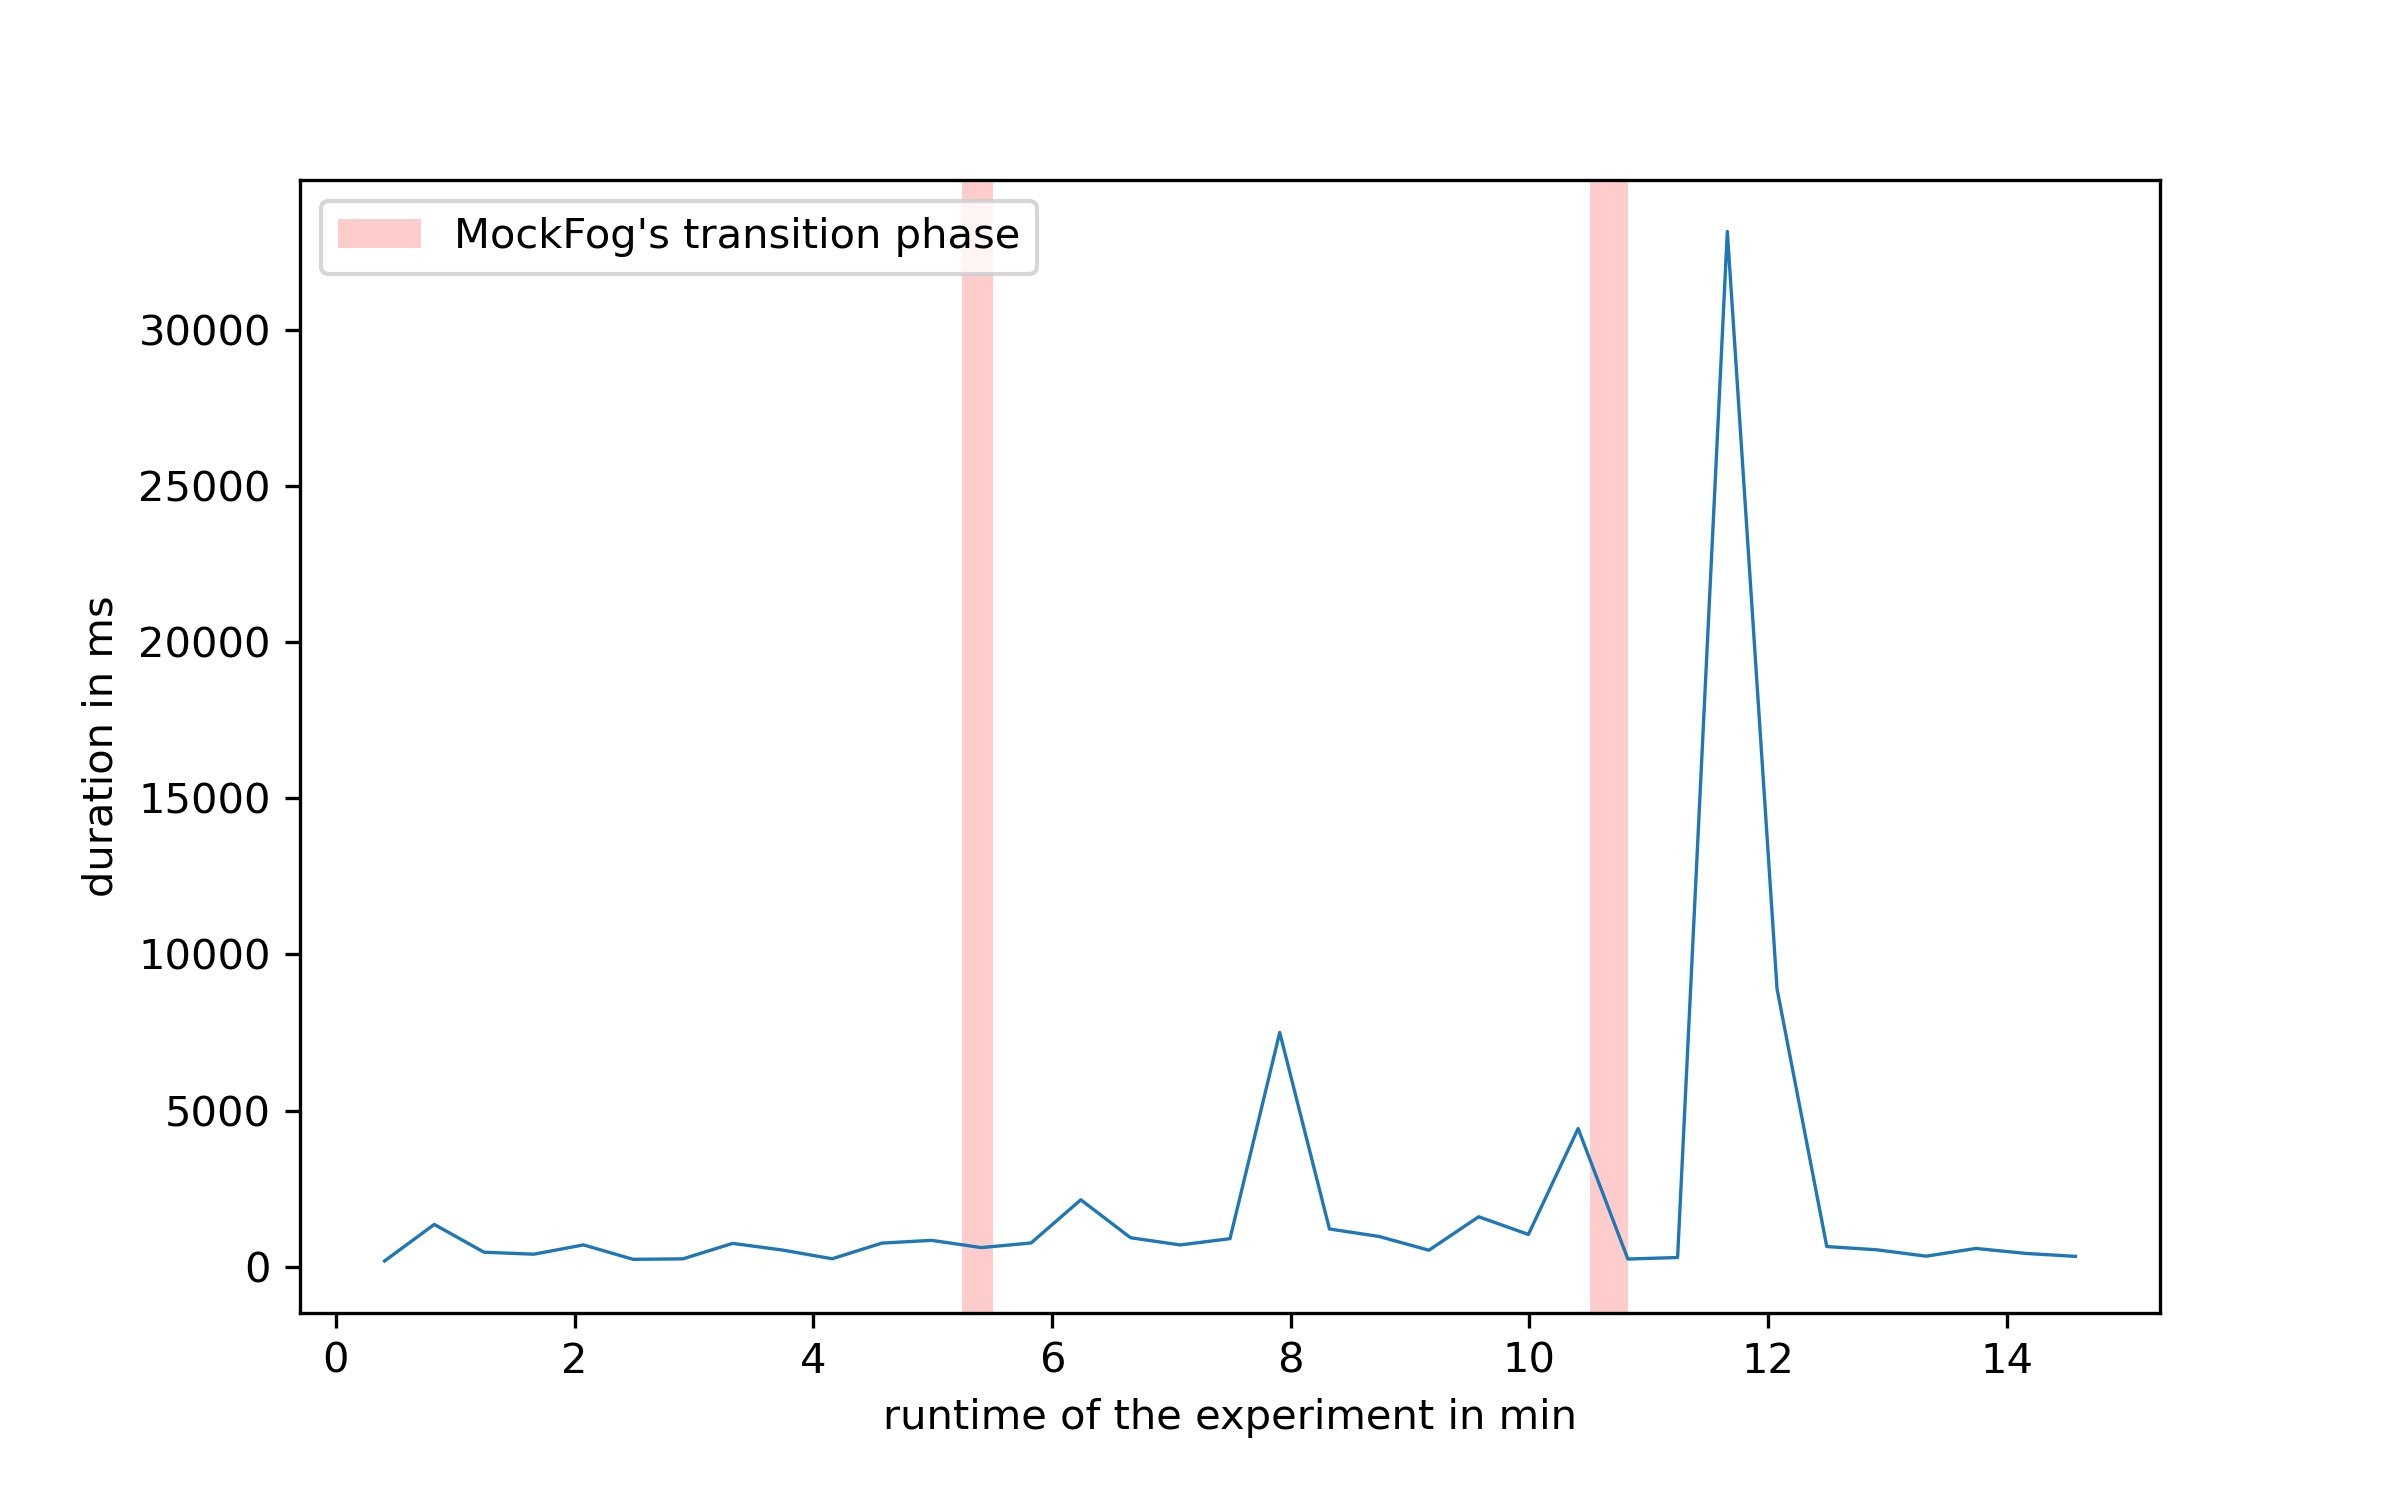 MockFog's transition phase
30000
25000
20000
15000
10000
5000
0
duration in ms
0 2 4 6 8 10 12 14
runtime of the experiment in min